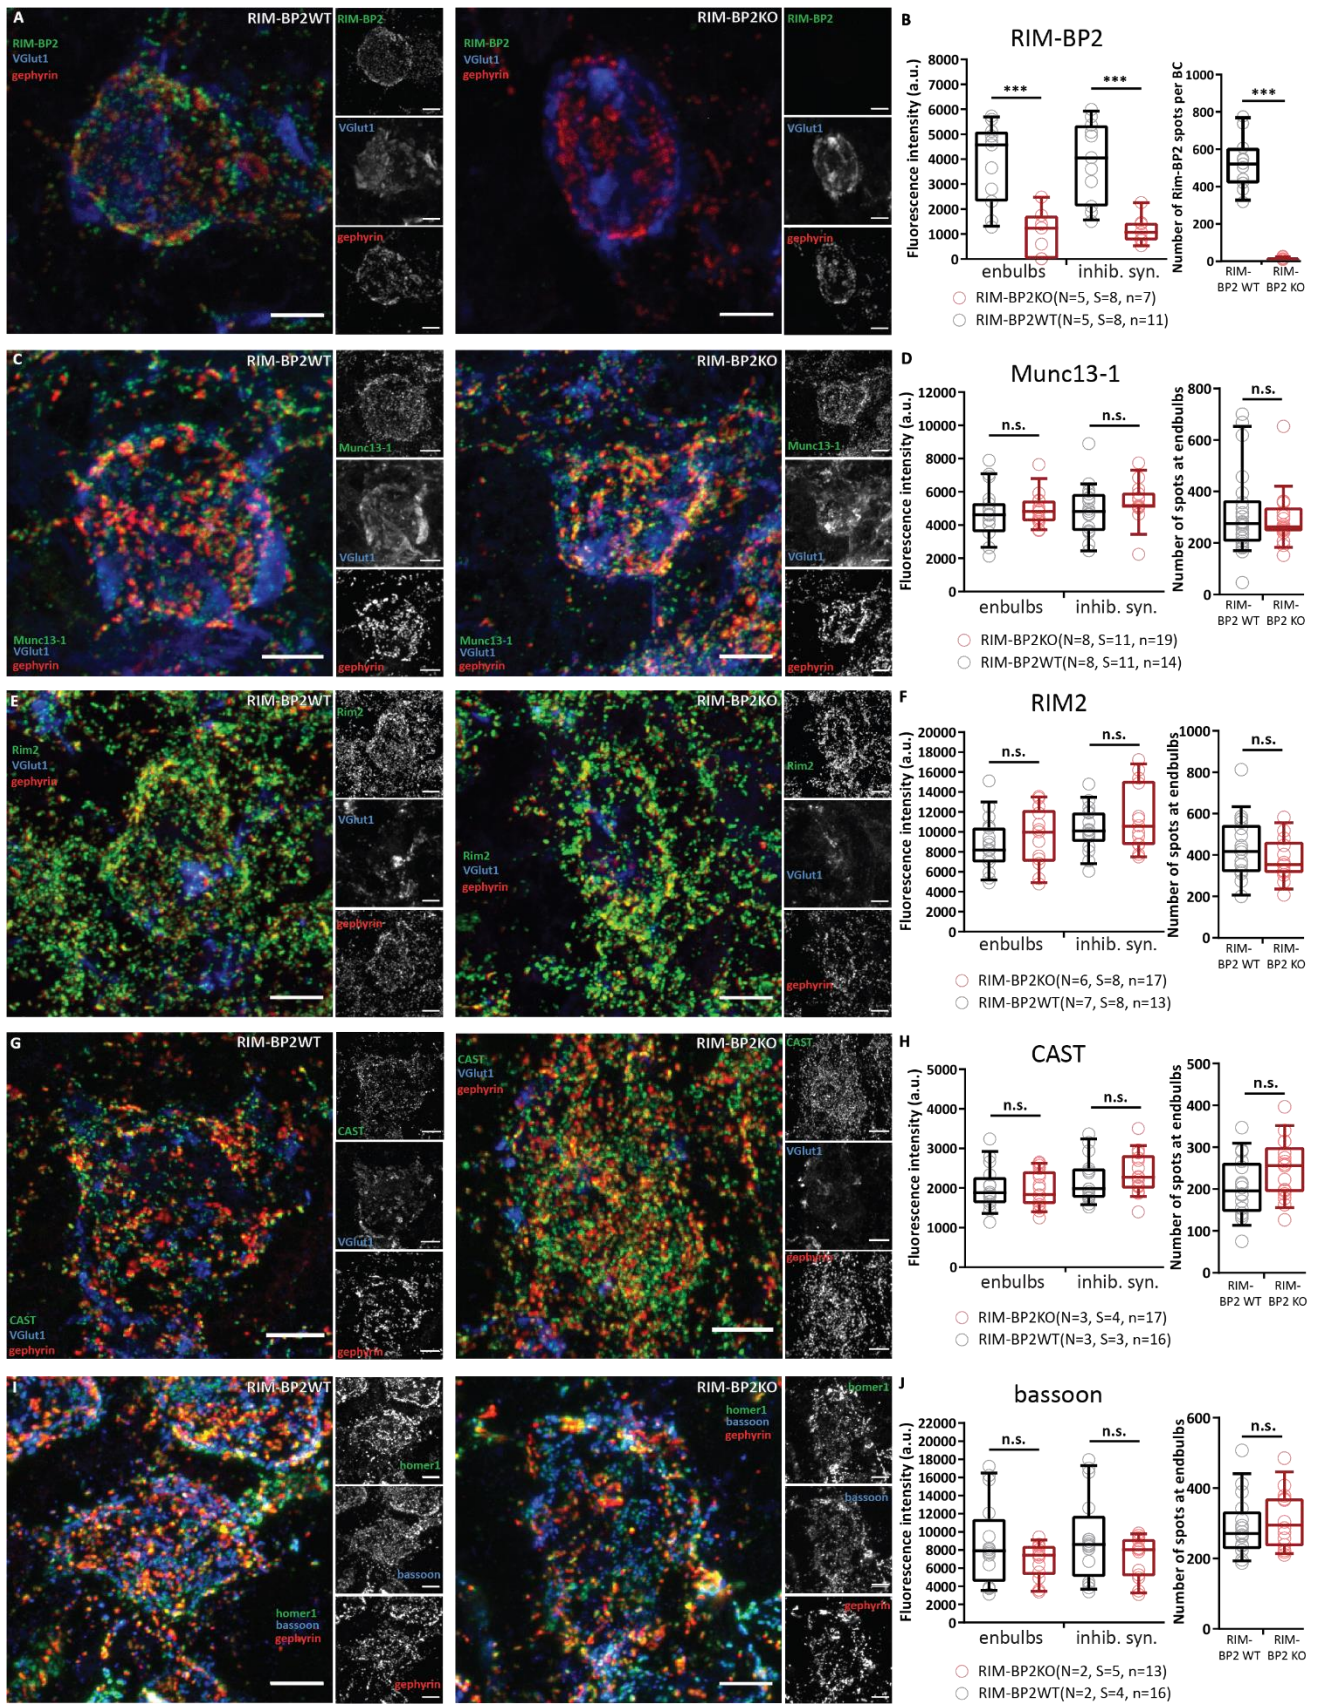 A
RIM-BP2WT
RIM-BP2
VGlut1
gephyrin
RIM-BP2
VGlut1
gephyrin
RIM-BP2KO
RIM-BP2
VGlut1
gephyrin
RIM-BP2
VGlut1
gephyrin
B
RIM-BP2
Fluorescence intensity (a.u.)
8000
7000
6000
5000
4000
3000
2000
1000
0
***
***
enbulbs
inhib. syn.
Number of Rim-BP2 spots per BC
1000
800
600
400
200
0
***
RIM-BP2 WT
RIM-BP2 KO
RIM-BP2KO(N=5, S=8, n=7)
RIM-BP2WT(N=5, S=8, n=11)
C
RIM-BP2WT
Munc13-1
VGlut1
gephyrin
Munc13-1
VGlut1
gephyrin
RIM-BP2KO
Munc13-1
VGlut1
gephyrin
Munc13-1
VGlut1
gephyrin
D
Munc13-1
Fluorescence intensity (a.u.)
12000
10000
8000
6000
4000
2000
0
n.s.
n.s.
enbulbs
inhib. syn.
Number of spots at endbulbs
800
600
400
200
0
n.s.
RIM-BP2 WT
RIM-BP2 KO
RIM-BP2KO(N=8, S=11, n=19)
RIM-BP2WT(N=8, S=11, n=14)
E
RIM-BP2WT
Rim2
VGlut1
gephyrin
Rim2
VGlut1
gephyrin
RIM-BP2KO
Rim2
VGlut1
gephyrin
Rim2
VGlut1
gephyrin
F
RIM2
Fluorescence intensity (a.u.)
20000
18000
16000
14000
12000
10000
8000
6000
4000
2000
0
n.s.
n.s.
enbulbs
inhib. syn.
Number of spots at endbulbs
1000
800
600
400
200
0
n.s.
RIM-BP2 WT
RIM-BP2 KO
RIM-BP2KO(N=6, S=8, n=17)
RIM-BP2WT(N=7, S=8, n=13)
G
RIM-BP2WT
CAST
VGlut1
gephyrin
CAST
VGlut1
gephyrin
RIM-BP2KO
CAST
VGlut1
gephyrin
CAST
VGlut1
gephyrin
H
CAST
Fluorescence intensity (a.u.)
5000
4000
3000
2000
1000
0
n.s.
n.s.
enbulbs
inhib. syn.
Number of spots at endbulbs
500
400
300
200
100
0
n.s.
RIM-BP2 WT
RIM-BP2 KO
RIM-BP2KO(N=3, S=4, n=17)
RIM-BP2WT(N=3, S=3, n=16)
I
RIM-BP2WT
homer1
bassoon
gephyrin
homer1
bassoon
gephyrin
RIM-BP2KO
homer1
bassoon
gephyrin
homer1
bassoon
gephyrin
J
bassoon
Fluorescence intensity (a.u.)
22000
20000
18000
16000
14000
12000
10000
8000
6000
4000
2000
0
n.s.
n.s.
enbulbs
inhib. syn.
Number of spots at endbulbs
600
400
200
0
n.s.
RIM-BP2 WT
RIM-BP2 KO
RIM-BP2KO(N=2, S=5, n=13)
RIM-BP2WT(N=2, S=4, n=16)